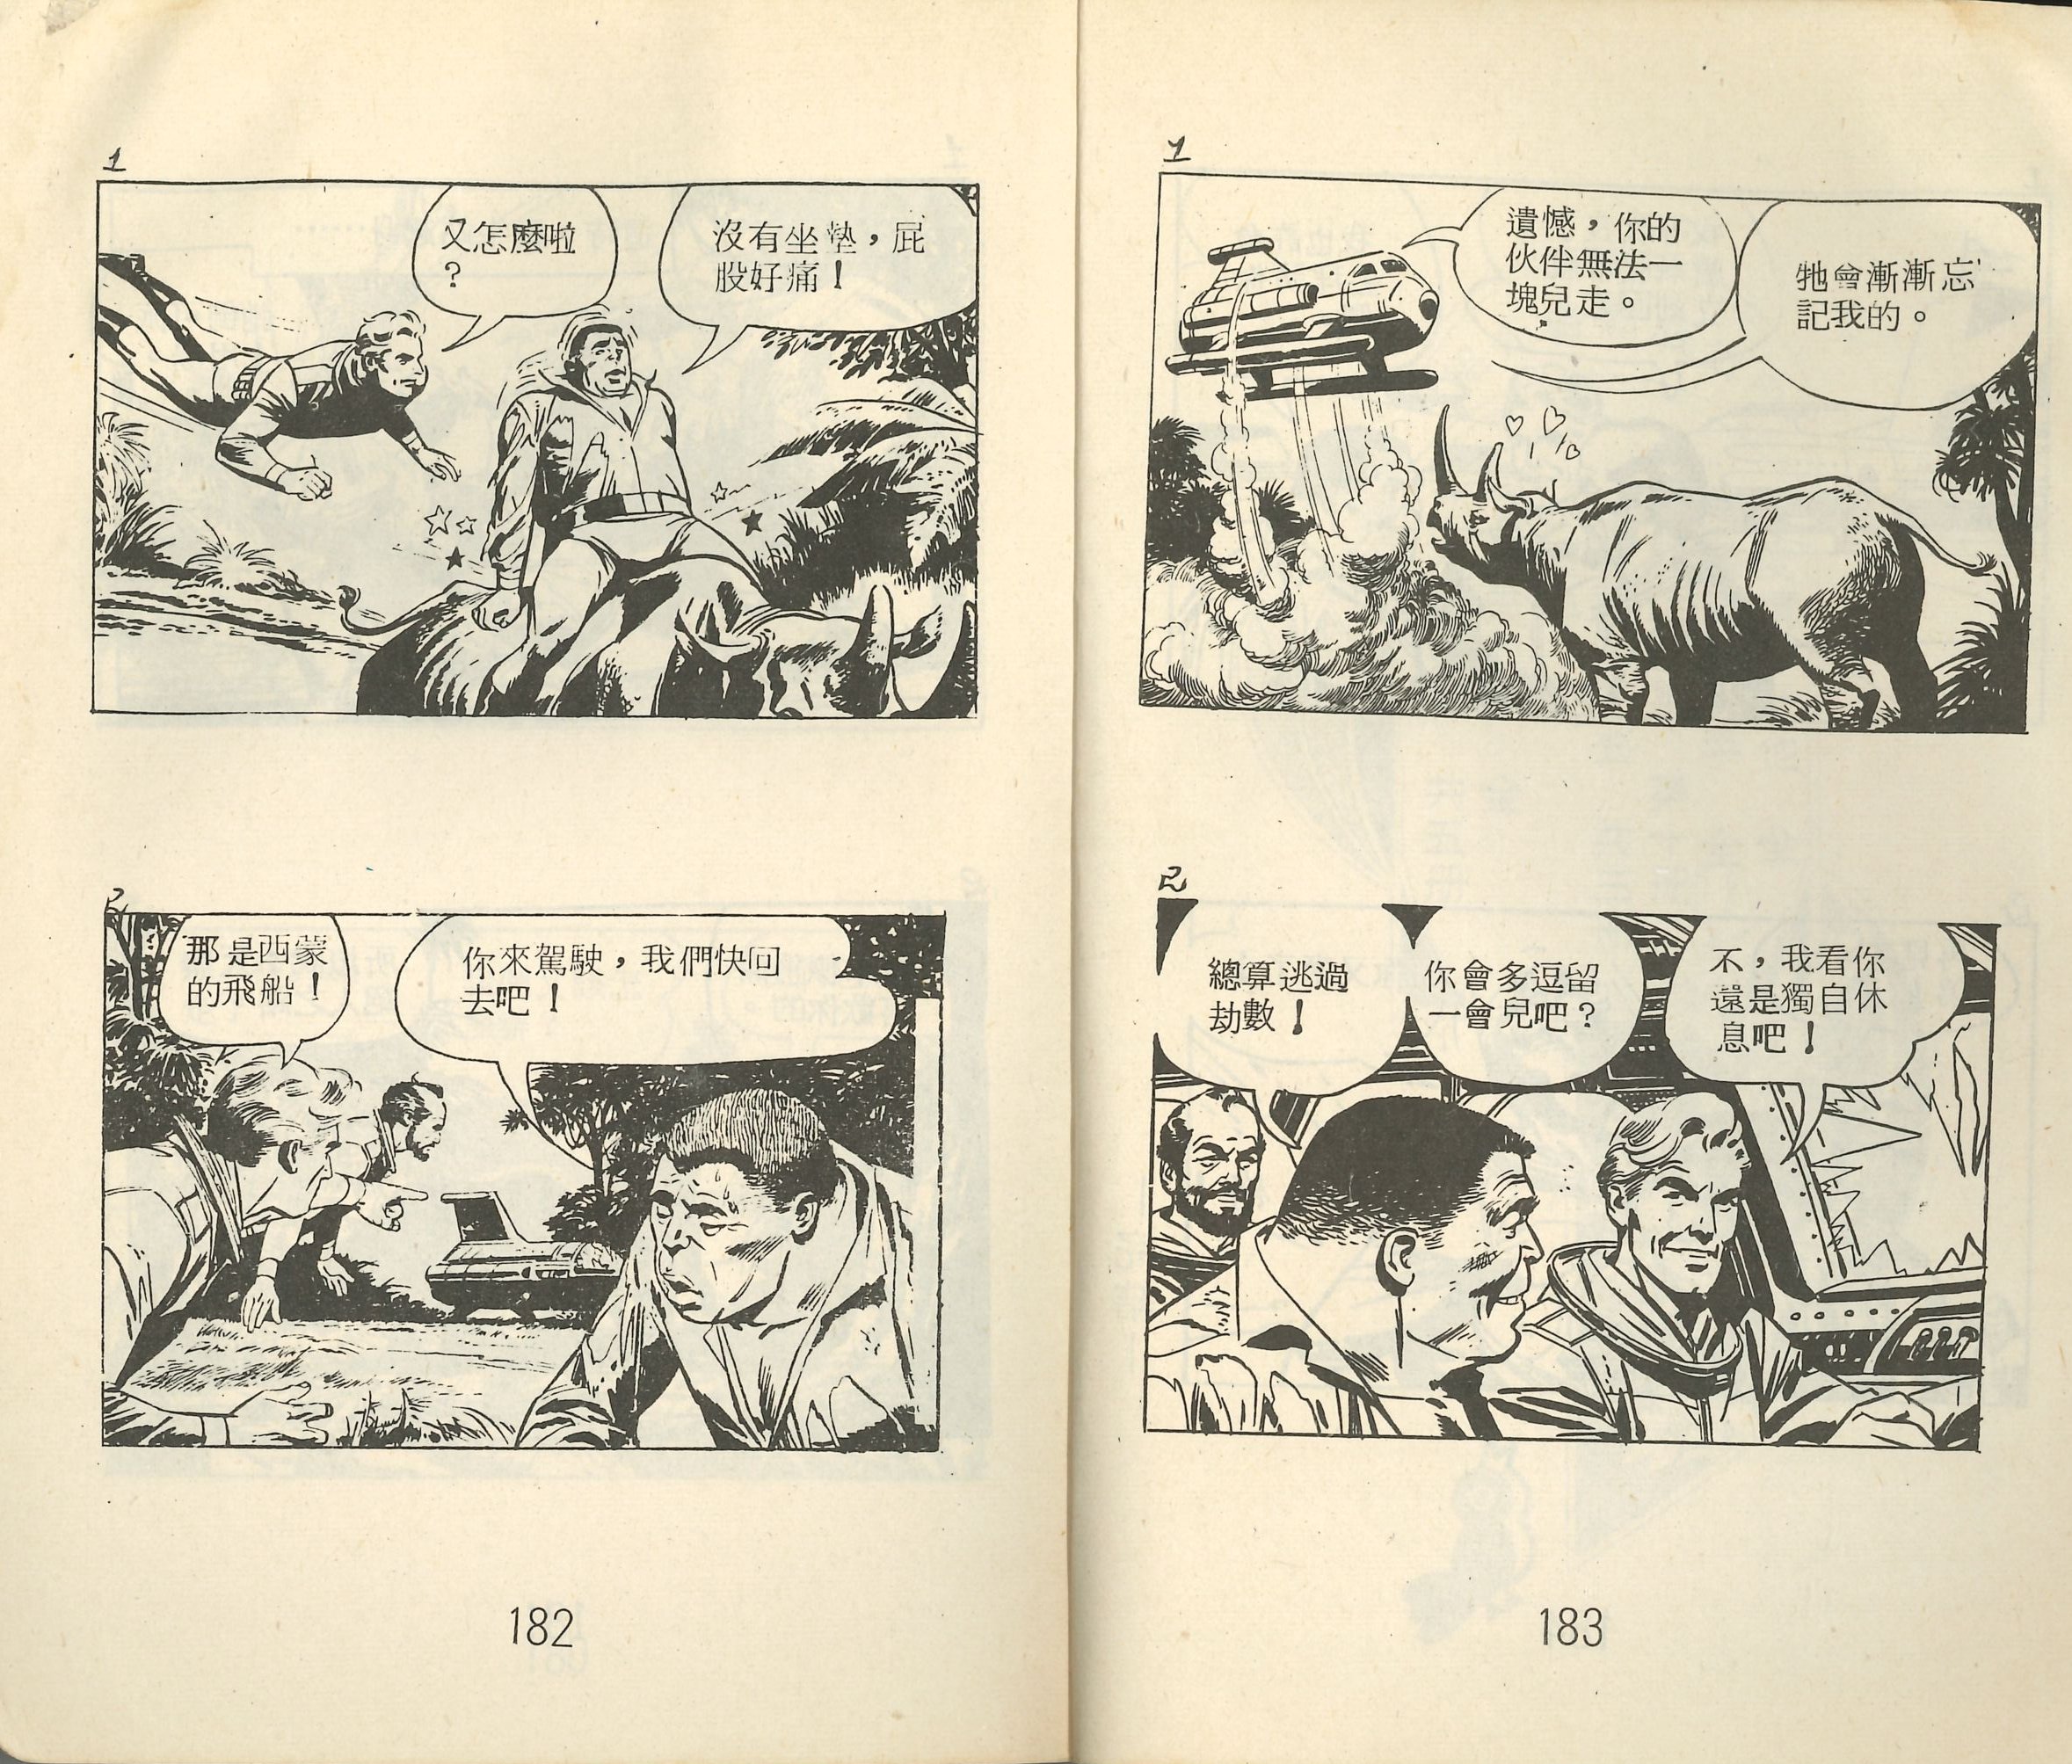 1
又怎麼啦
？
沒有坐墊，屁
股好痛！
2
那是西蒙
的飛船！
你來駕駛，我們快回
去吧！
182
1
遺憾，你的
伙伴無法一
塊兒走。
牠會漸漸忘
記我的。
2
總算逃過
劫數！
你會多逗留
一會兒吧？
不，我看你
還是獨自休
息吧！
183